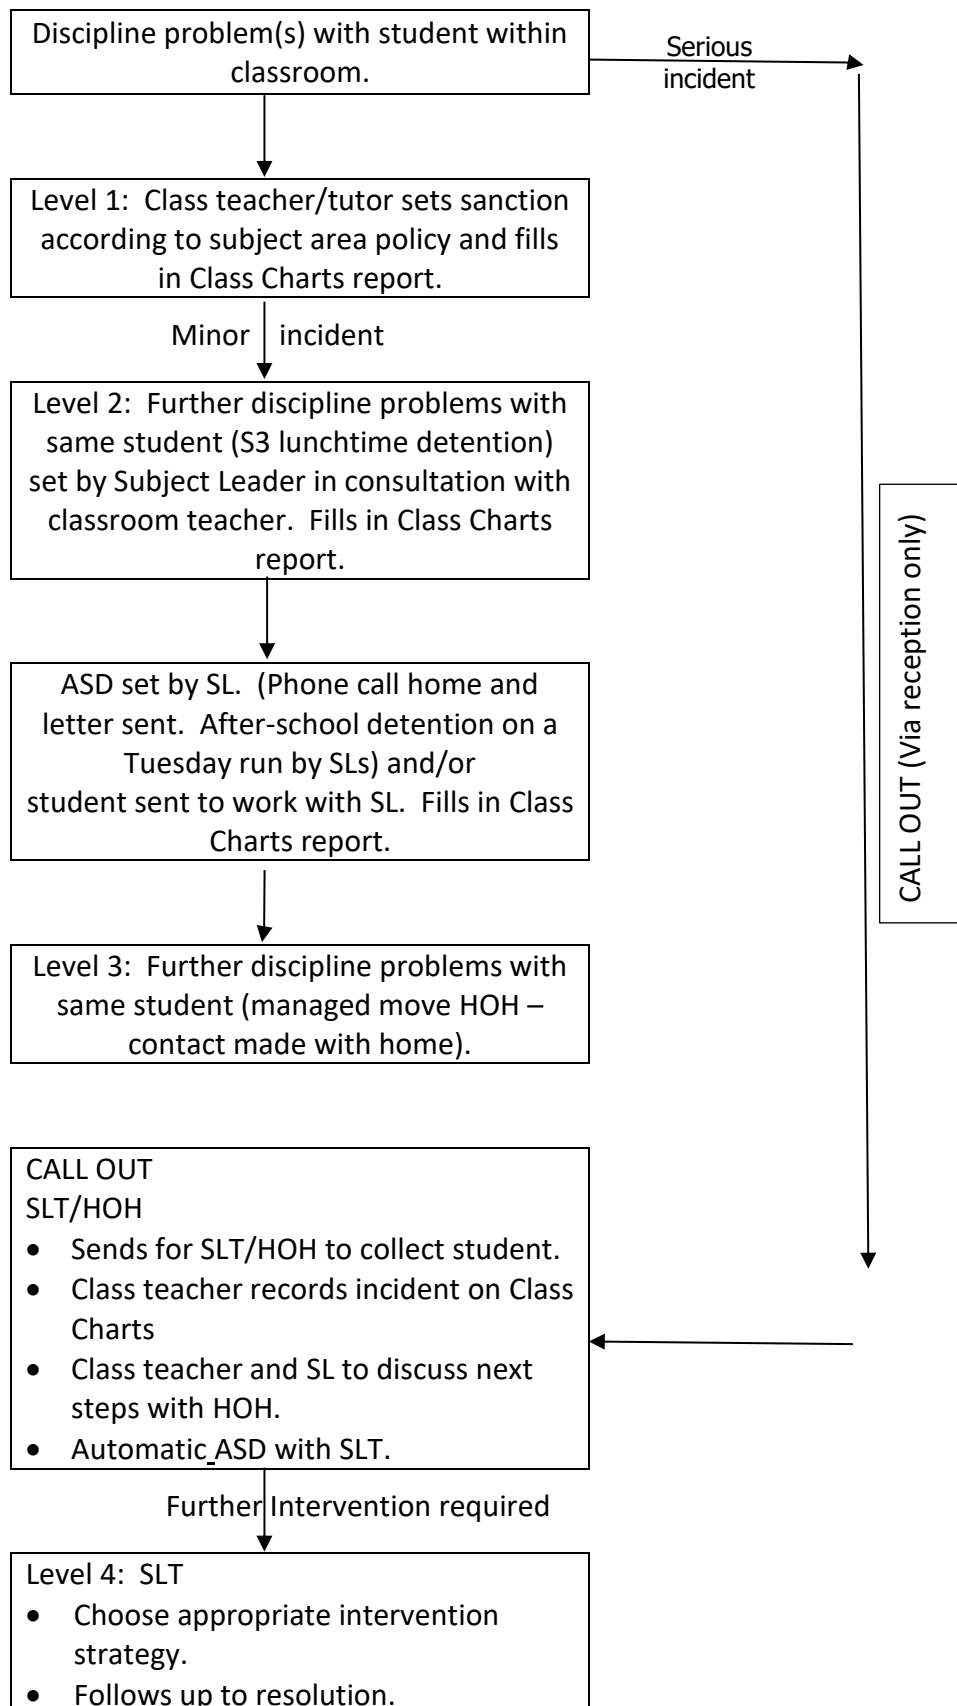 Discipline problem(s) with student within
classroom.
Serious
incident
Level 1:  Class teacher/tutor sets sanction
according to subject area policy and fills
in Class Charts report.
Minor incident
Level 2:  Further discipline problems with
same student (S3 lunchtime detention)
set by Subject Leader in consultation with
classroom teacher.  Fills in Class Charts
report.
ASD set by SL.  (Phone call home and
letter sent.  After-school detention on a
Tuesday run by SLs) and/or
student sent to work with SL.  Fills in Class
Charts report.
Level 3:  Further discipline problems with
same student (managed move HOH –
contact made with home).
CALL OUT (Via reception only)
CALL OUT
SLT/HOH
• Sends for SLT/HOH to collect student.
• Class teacher records incident on Class
Charts
• Class teacher and SL to discuss next
steps with HOH.
• Automatic ASD with SLT.
Further Intervention required
Level 4:  SLT
• Choose appropriate intervention
strategy.
• Follows up to resolution.